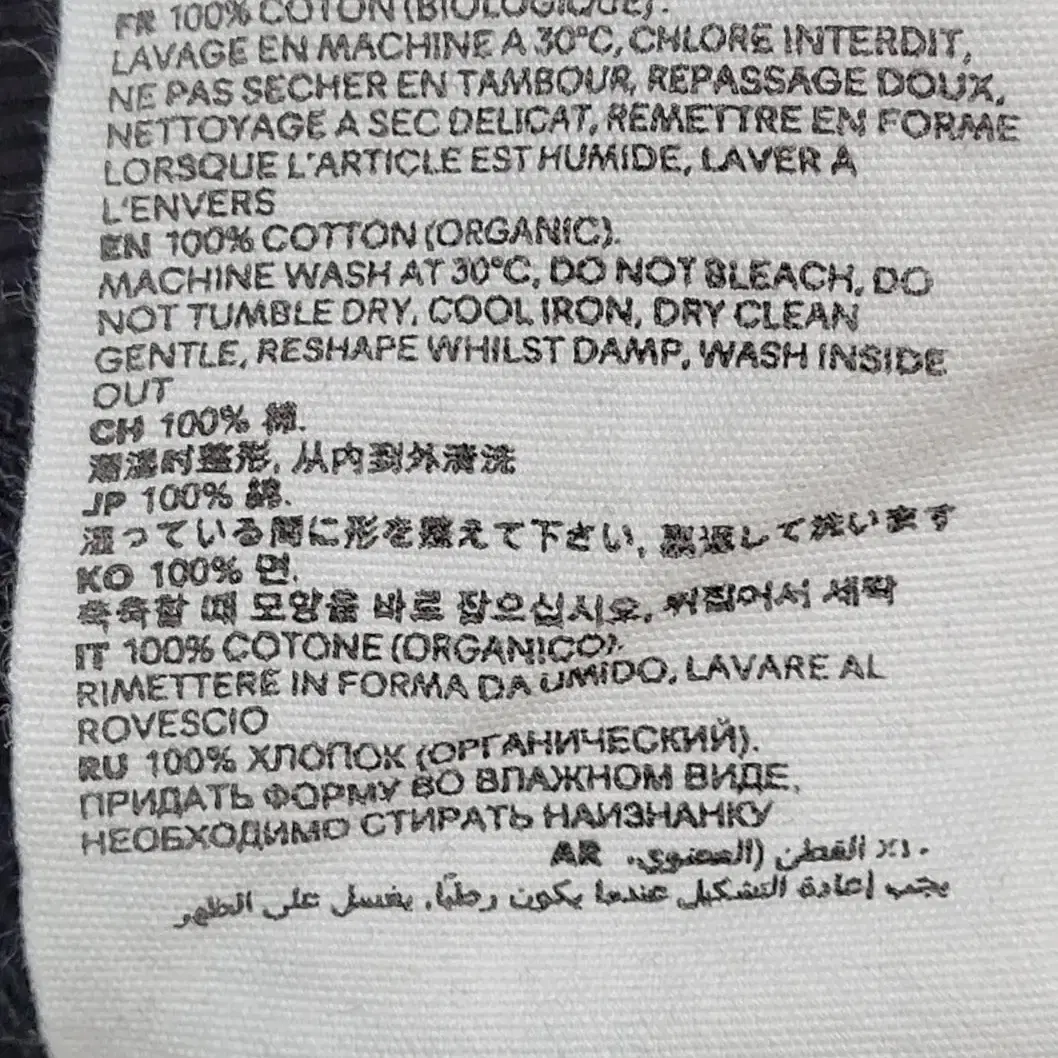 FR 100% COTON (BIOLOGIQUE).
LAVAGE EN MACHINE A 30°C, CHLORE INTERDIT,
NE PAS SECHER EN TAMBOUR, REPASSAGE DOUX,
NETTOYAGE A SEC DELICAT, REMETTRE EN FORME
LORSQUE L'ARTICLE EST HUMIDE, LAVER A
L'ENVERS
EN 100% COTTON (ORGANIC).
MACHINE WASH AT 30°C, DO NOT BLEACH, DO
NOT TUMBLE DRY, COOL IRON, DRY CLEAN
GENTLE, RESHAPE WHILST DAMP, WASH INSIDE
OUT
CH 100% 棉.
潮湿时整形, 从内到外清洗
JP 100% 綿.
湿っている間に形を整えて下さい, 裏返して洗います
KO 100% 면.
축축할 때 모양을 바로 잡으십시오, 뒤집어서 세탁
IT 100% COTONE (ORGANICO).
RIMETTERE IN FORMA DA UMIDO, LAVARE AL
ROVESCIO
RU 100% ХЛОПОК (ОРГАНИЧЕСКИЙ).
ПРИДАТЬ ФОРМУ ВО ВЛАЖНОМ ВИДЕ,
НЕОБХОДИМО СТИРАТЬ НАИЗНАНКУ
AR القطن
يجب إعادة التشكيل عندما يكون رطبًا, يغسل على الظهر